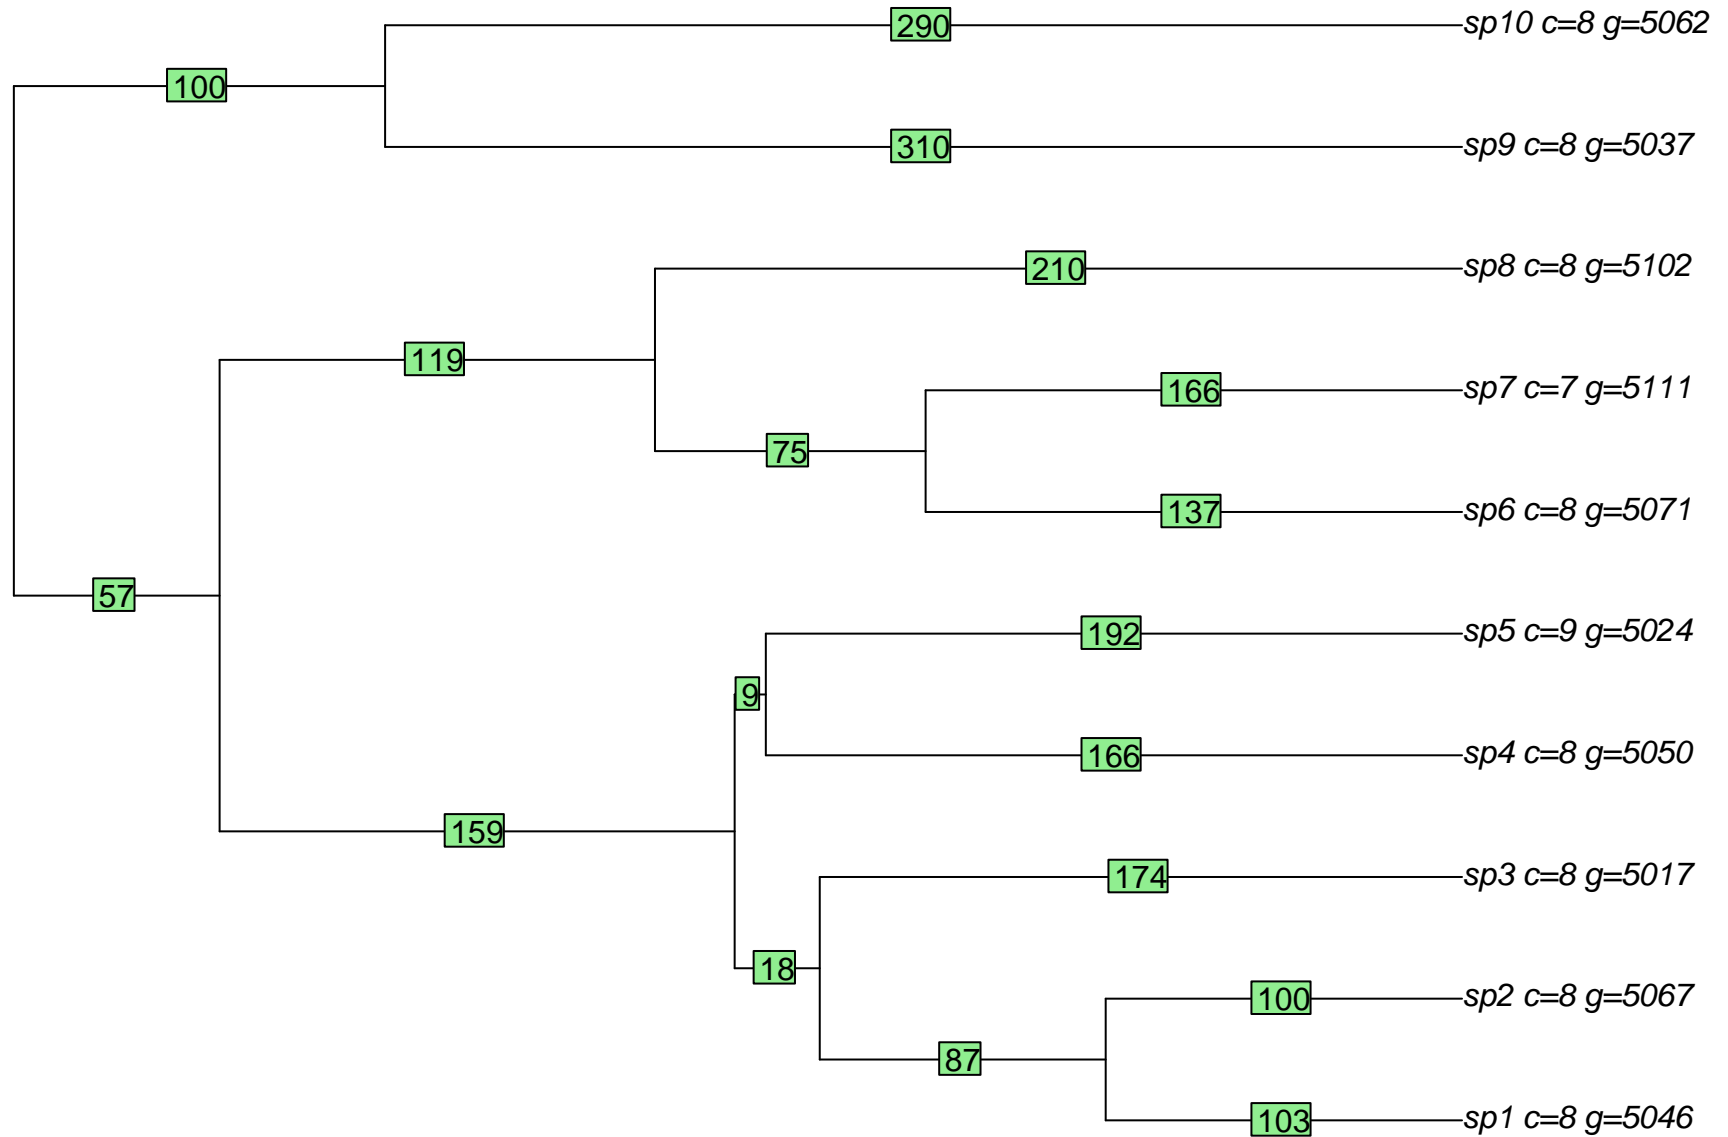 290 sp10 c=8 g=5062
100
310 sp9 c=8 g=5037
210 sp8 c=8 g=5102
119
166 sp7 c=7 g=5111
75
137 sp6 c=8 g=5071
57
192 sp5 c=9 g=5024
9
166 sp4 c=8 g=5050
159
174 sp3 c=8 g=5017
18
100 sp2 c=8 g=5067
87
103 sp1 c=8 g=5046